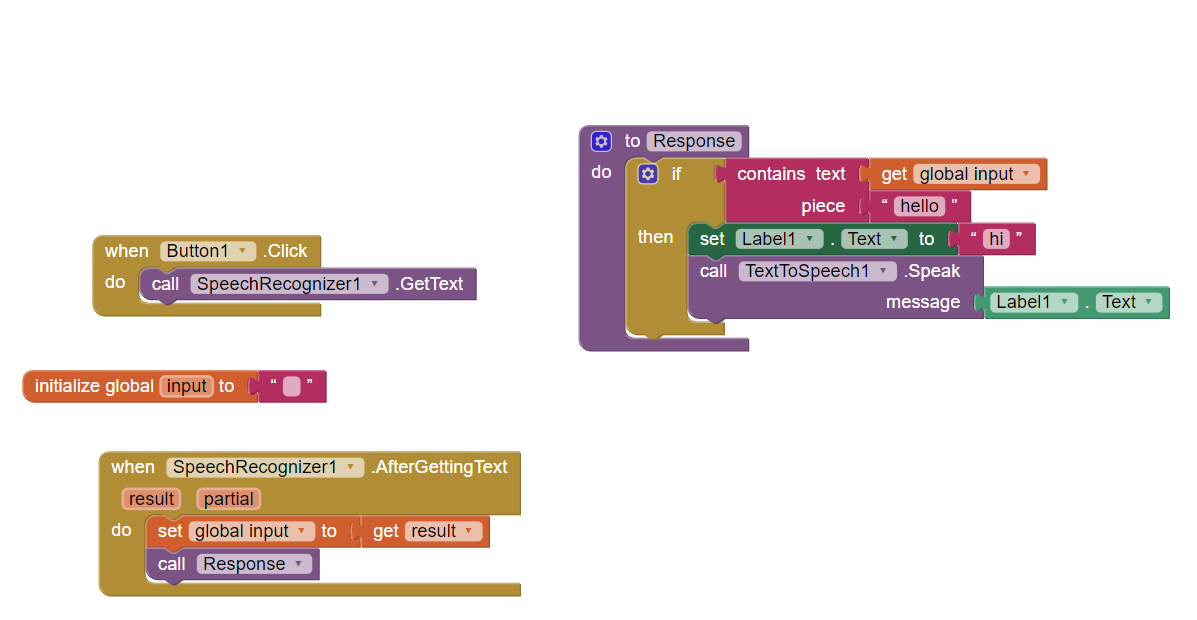 when Button1 .Click
do call SpeechRecognizer1 .GetText
initialize global input to “ ”
when SpeechRecognizer1 .AfterGettingText
result partial
do set global input to get result
call Response
to Response
do if contains text get global input
piece “ hello ”
then set Label1 . Text to “ hi ”
call TextToSpeech1 .Speak
message Label1 . Text